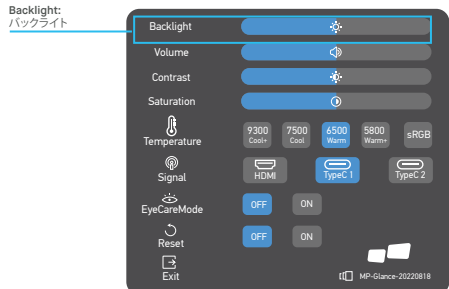 Backlight:
バックライト
Backlight
Volume
Contrast
Saturation
Temperature
9300 Cool+
7500 Cool
6500 Warm
5800 Warm+
sRGB
Signal
HDMI
TypeC 1
TypeC 2
EyeCareMode
OFF ON
Reset
OFF ON
Exit
MP-Glance-20220818